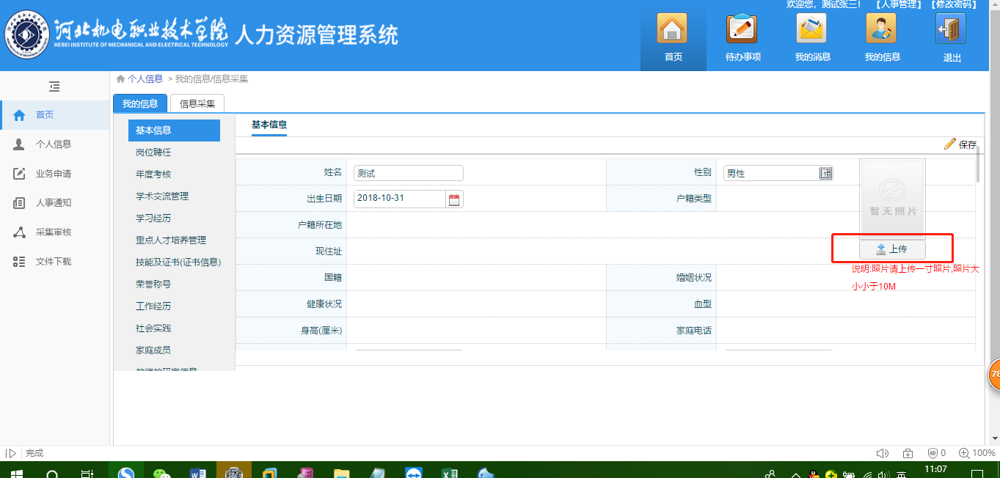 欢迎您，测试张三！ 【人事管理】【修改密码】
河北机电职业技术学院 人力资源管理系统
HEBEI INSTITUTE OF MECHANICAL AND ELECTRICAL TECHNOLOGY
首页 待办事项 我的消息 我的信息 退出
个人信息 > 我的信息/信息采集
我的信息 信息采集
首页
个人信息
业务申请
人事通知
采集审核
文件下载
基本信息
岗位聘任
年度考核
学术交流管理
学习经历
重点人才培养管理
技能及证书(证书信息)
荣誉称号
工作经历
社会实践
家庭成员
基本信息
保存
姓名 测试 性别 男性
出生日期 2018-10-31 户籍类型
暂无照片
户籍所在地
现住址
上传
说明:照片请上传一寸照片,照片大
小小于10M
国籍 婚姻状况
健康状况 血型
身高(厘米) 家庭电话
78
完成
0 100%
英 11:07